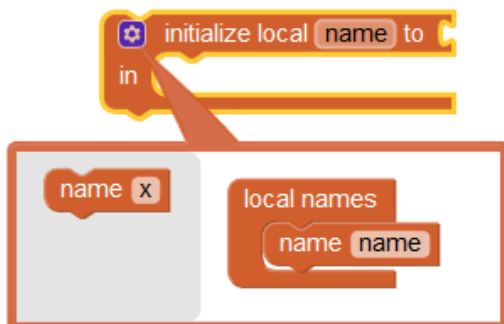 initialize local name to
in
name x
local names
name name